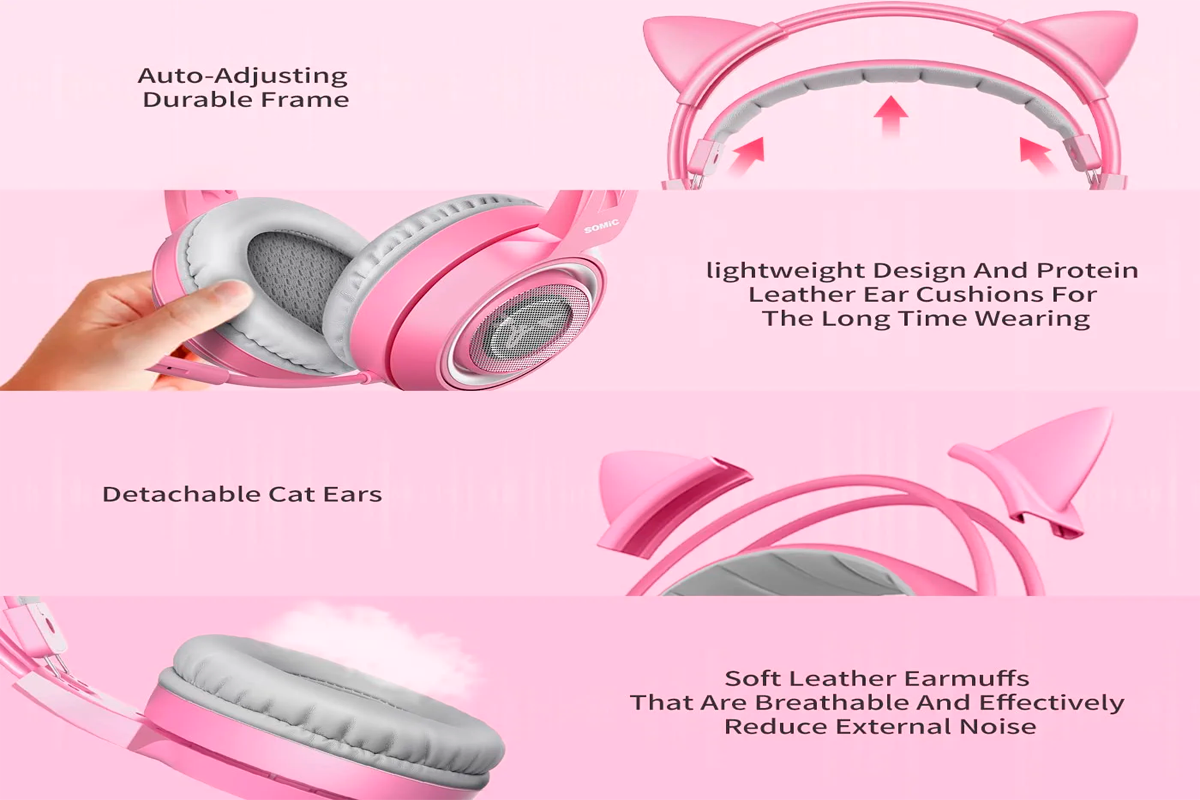 Auto-Adjusting
Durable Frame
SOMIC
lightweight Design And Protein
Leather Ear Cushions For
The Long Time Wearing
Detachable Cat Ears
Soft Leather Earmuffs
That Are Breathable And Effectively
Reduce External Noise